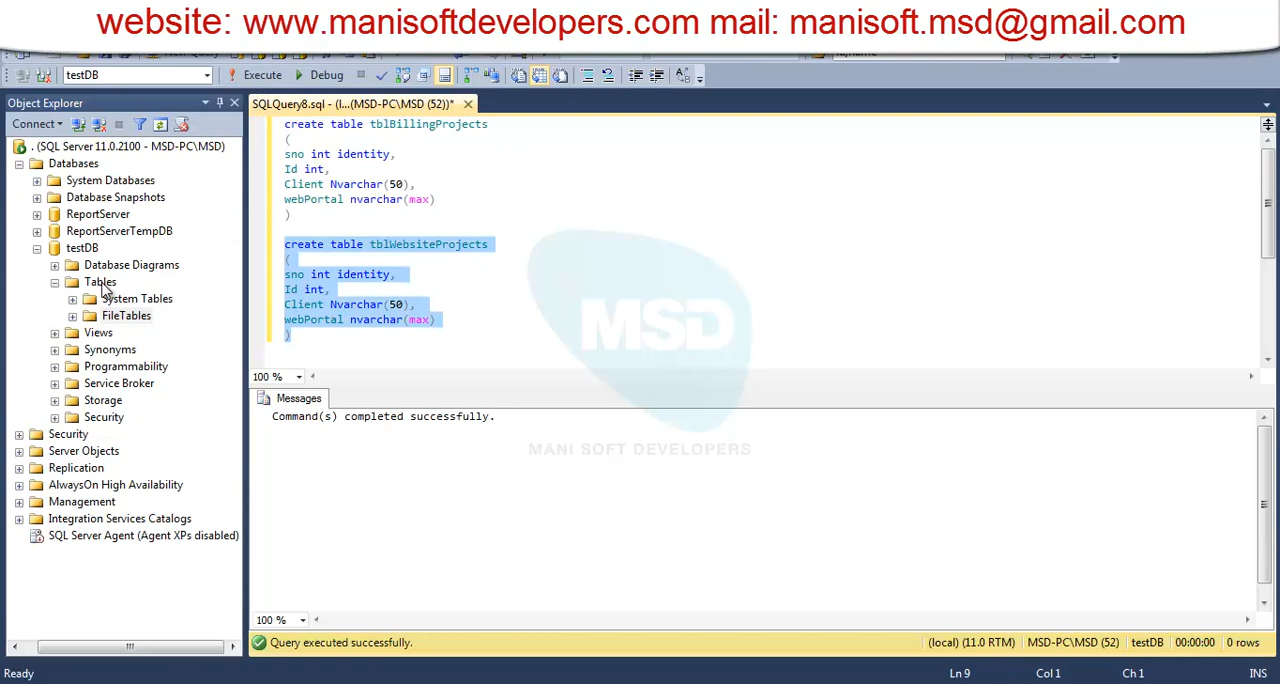 website: www.manisoftdevelopers.com mail: manisoft.msd@gmail.com
testDB Execute Debug
Object Explorer
SQLQuery8.sql - (l...(MSD-PC\MSD (52))*
Connect
. (SQL Server 11.0.2100 - MSD-PC\MSD)
Databases
System Databases
Database Snapshots
ReportServer
ReportServerTempDB
testDB
Database Diagrams
Tables
System Tables
FileTables
Views
Synonyms
Programmability
Service Broker
Storage
Security
Security
Server Objects
Replication
AlwaysOn High Availability
Management
Integration Services Catalogs
SQL Server Agent (Agent XPs disabled)
create table tblBillingProjects
(
sno int identity,
Id int,
Client Nvarchar(50),
webPortal nvarchar(max)
)
create table tblWebsiteProjects
(
sno int identity,
Id int,
Client Nvarchar(50),
webPortal nvarchar(max)
)
MSD
MANI SOFT DEVELOPERS
100 %
Messages
Command(s) completed successfully.
100 %
Query executed successfully. (local) (11.0 RTM) MSD-PC\MSD (52) testDB 00:00:00 0 rows
Ready Ln 9 Col 1 Ch 1 INS